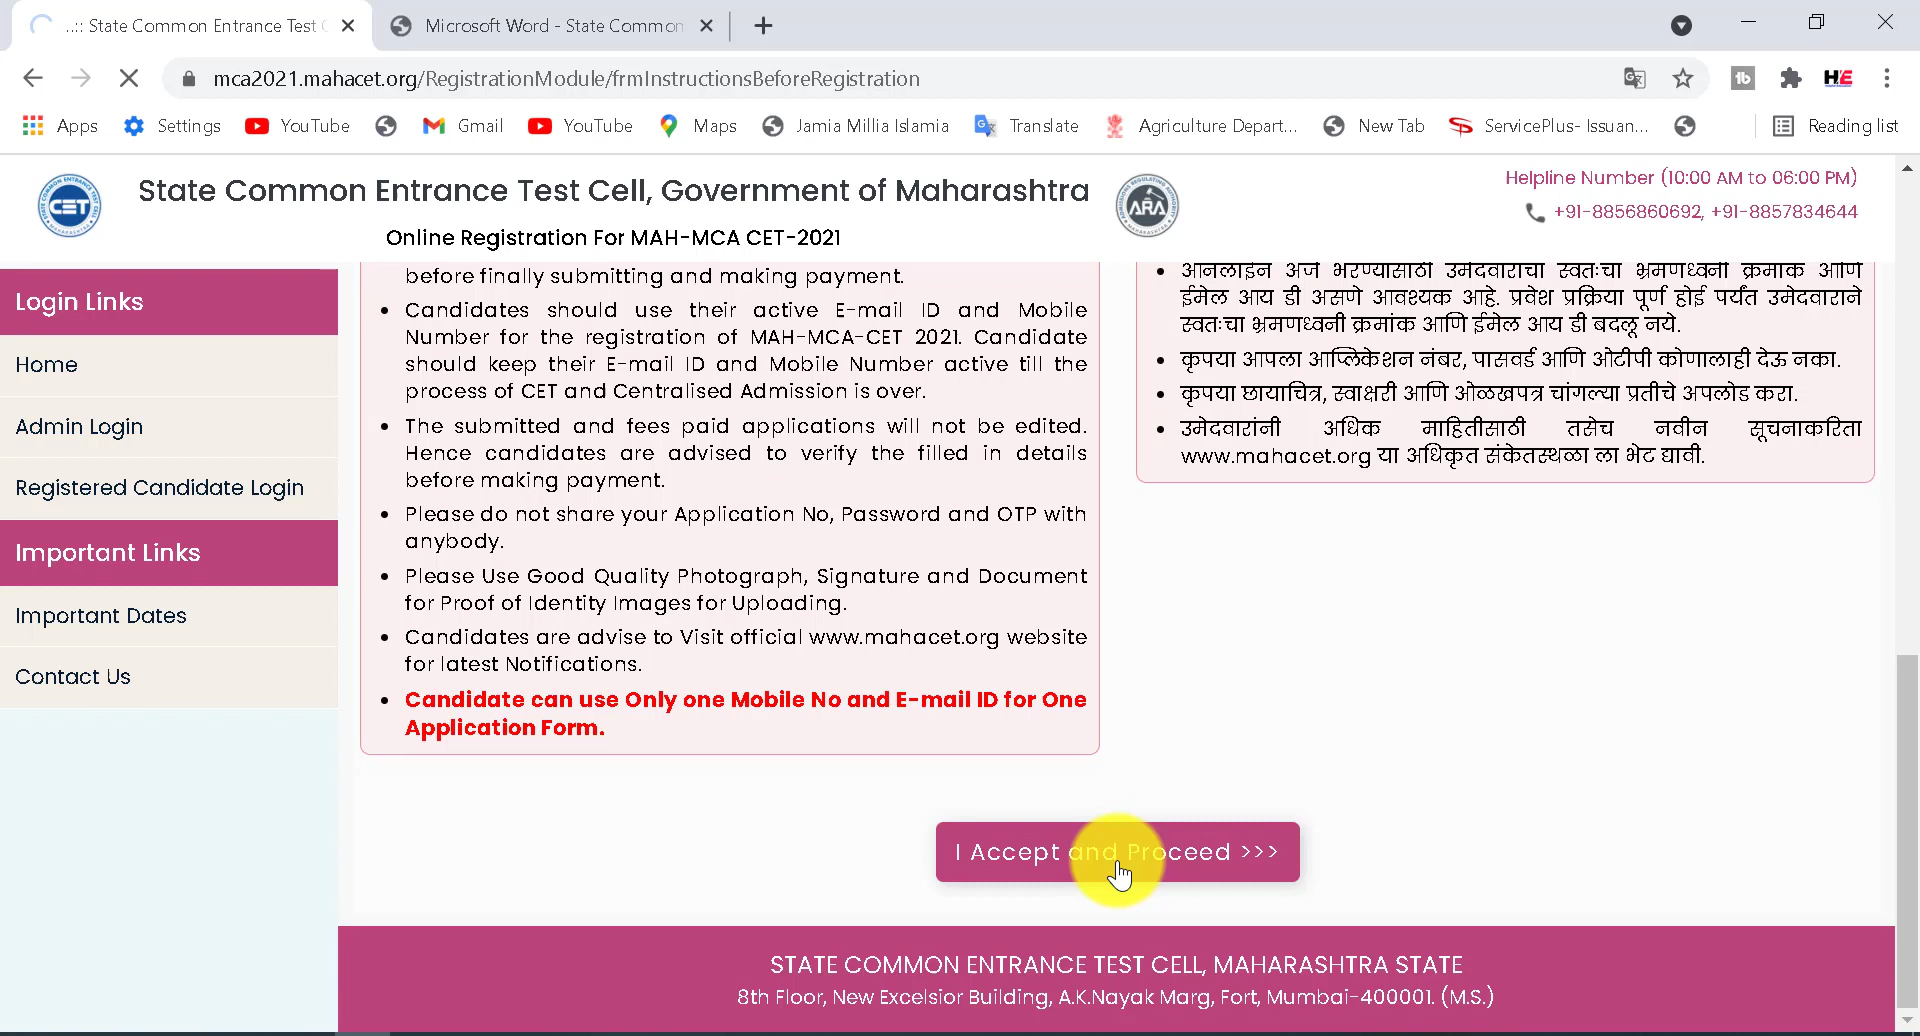 ..:: State Common Entrance Test C
Microsoft Word - State Common
mca2021.mahacet.org/RegistrationModule/frmInstructionsBeforeRegistration
Apps
Settings
YouTube
Gmail
YouTube
Maps
Jamia Millia Islamia
Translate
Agriculture Depart...
New Tab
ServicePlus- Issuan...
Reading list
CET
State Common Entrance Test Cell, Government of Maharashtra
Online Registration For MAH-MCA CET-2021
ARA
Helpline Number (10:00 AM to 06:00 PM)
+91-8856860692, +91-8857834644
Login Links
Home
Admin Login
Registered Candidate Login
Important Links
Important Dates
Contact Us
before finally submitting and making payment.
• Candidates should use their active E-mail ID and Mobile
Number for the registration of MAH-MCA-CET 2021. Candidate
should keep their E-mail ID and Mobile Number active till the
process of CET and Centralised Admission is over.
• The submitted and fees paid applications will not be edited.
Hence candidates are advised to verify the filled in details
before making payment.
• Please do not share your Application No, Password and OTP with
anybody.
• Please Use Good Quality Photograph, Signature and Document
for Proof of Identity Images for Uploading.
• Candidates are advise to Visit official www.mahacet.org website
for latest Notifications.
• Candidate can use Only one Mobile No and E-mail ID for One
Application Form.
• ऑनलाईन अर्ज भरण्यासाठी उमेदवाराचा स्वतःचा भ्रमणध्वनी क्रमांक आणि
ईमेल आय डी असणे आवश्यक आहे. प्रवेश प्रक्रिया पूर्ण होई पर्यंत उमेदवाराने
स्वतःचा भ्रमणध्वनी क्रमांक आणि ईमेल आय डी बदलू नये.
• कृपया आपला आप्लिकेशन नंबर, पासवर्ड आणि ओटीपी कोणालाही देऊ नका.
• कृपया छायाचित्र, स्वाक्षरी आणि ओळखपत्र चांगल्या प्रतीचे अपलोड करा.
• उमेदवारांनी अधिक माहितीसाठी तसेच नवीन सूचनाकरिता
www.mahacet.org या अधिकृत संकेतस्थळा ला भेट द्यावी.
I Accept and Proceed >>>
STATE COMMON ENTRANCE TEST CELL, MAHARASHTRA STATE
8th Floor, New Excelsior Building, A.K.Nayak Marg, Fort, Mumbai-400001. (M.S.)